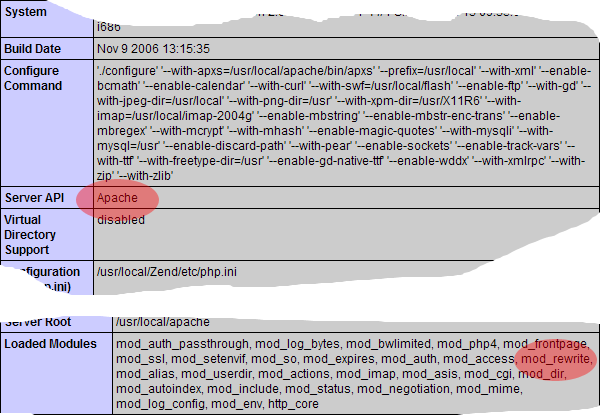 System
i686
Build Date Nov 9 2006 13:15:35
Configure Command './configure' '--with-apxs=/usr/local/apache/bin/apxs' '--prefix=/usr/local' '--with-xml' '--enable-
bcmath' '--enable-calendar' '--with-curl' '--with-swf=/usr/local/flash' '--enable-ftp' '--with-gd' '--
with-jpeg-dir=/usr/local' '--with-png-dir=/usr' '--with-xpm-dir=/usr/X11R6' '--with-
imap=/usr/local/imap-2004g' '--enable-mbstring' '--enable-mbstr-enc-trans' '--enable-
mbregex' '--with-mcrypt' '--with-mhash' '--enable-magic-quotes' '--with-mysqli' '--with-
mysql=/usr' '--enable-discard-path' '--with-pear' '--enable-sockets' '--enable-track-vars' '--
with-ttf' '--with-freetype-dir=/usr' '--enable-gd-native-ttf' '--enable-wddx' '--with-xmlrpc' '--with-
zip' '--with-zlib'
Server API Apache
Virtual Directory Support disabled
/usr/local/Zend/etc/php.ini
Server Root /usr/local/apache
Loaded Modules mod_auth_passthrough, mod_log_bytes, mod_bwlimited, mod_php4, mod_frontpage,
mod_ssl, mod_setenvif, mod_so, mod_expires, mod_auth, mod_access, mod_rewrite,
mod_alias, mod_userdir, mod_actions, mod_imap, mod_asis, mod_cgi, mod_dir,
mod_autoindex, mod_include, mod_status, mod_negotiation, mod_mime,
mod_log_config, mod_env, http_core